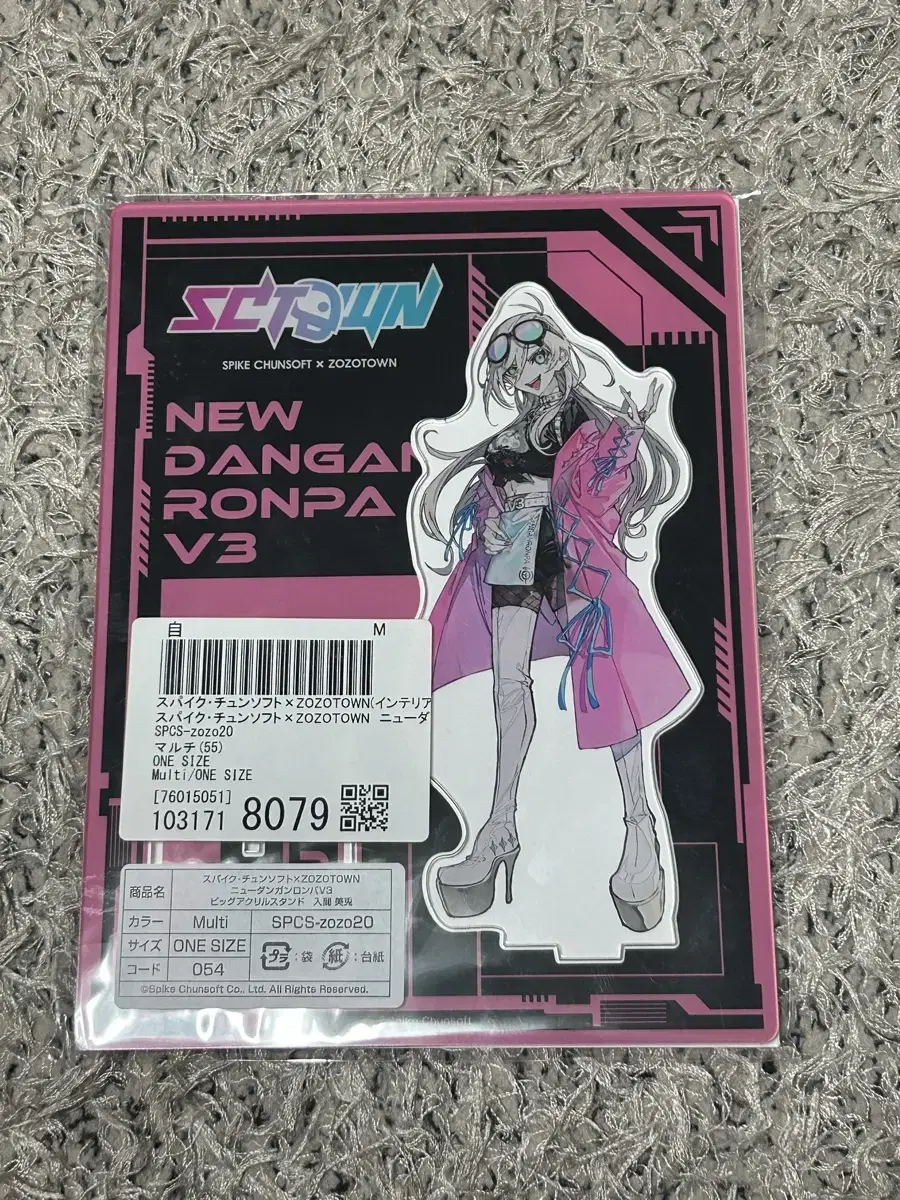 SCTOWN
SPIKE CHUNSOFT × ZOZOTOWN
NEW
DANGAN
RONPA
V3
V3
自 M
スパイク・チュンソフト×ZOZOTOWN(インテリア
スパイク・チュンソフト×ZOZOTOWN ニューダ
SPCS-zozo20
マルチ(55)
ONE SIZE
Multi/ONE SIZE
[76015051]
103171 8079
商品名 スパイク・チュンソフト×ZOZOTOWN
ニューダンガンロンパV3
ビッグアクリルスタンド 入間 美兎
カラー Multi SPCS-zozo20
サイズ ONE SIZE プラ:袋 紙:台紙
コード 054
©Spike Chunsoft Co., Ltd. All Rights Reserved.
Chunsoft